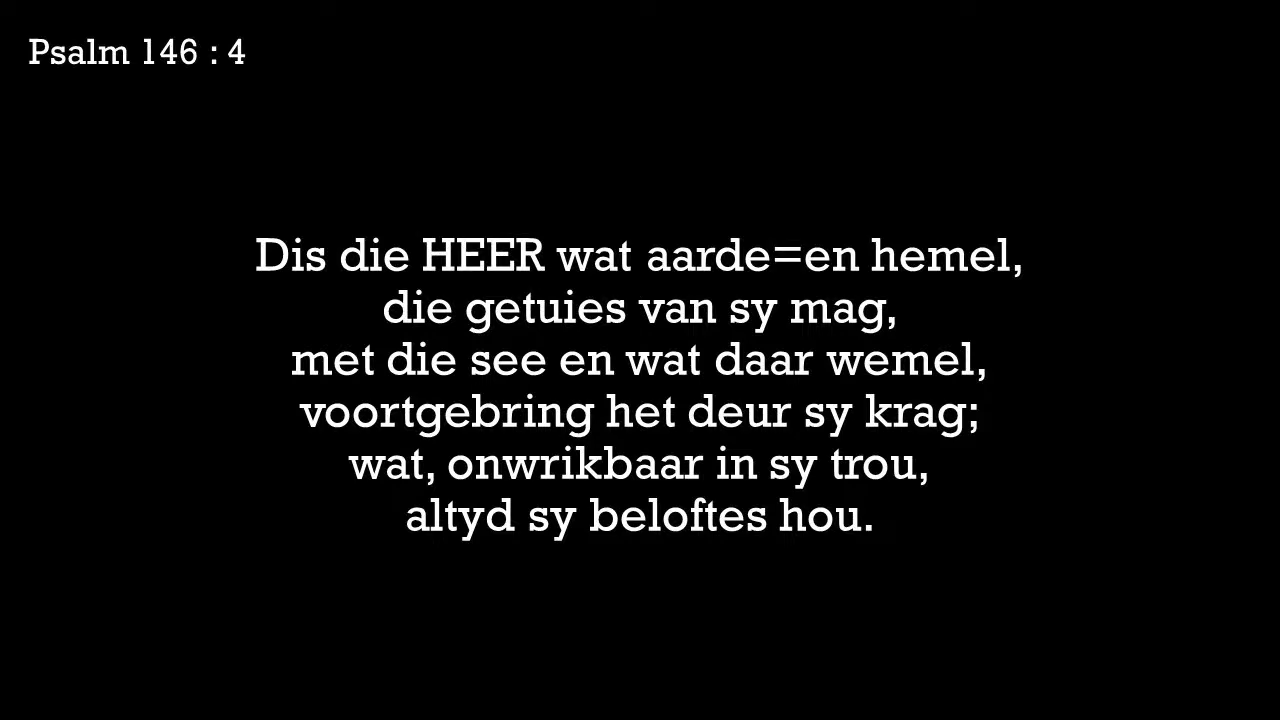 Psalm 146 : 4
Dis die HEER wat aarde=en hemel,
die getuies van sy mag,
met die see en wat daar wemel,
voortgebring het deur sy krag;
wat, onwrikbaar in sy trou,
altyd sy beloftes hou.